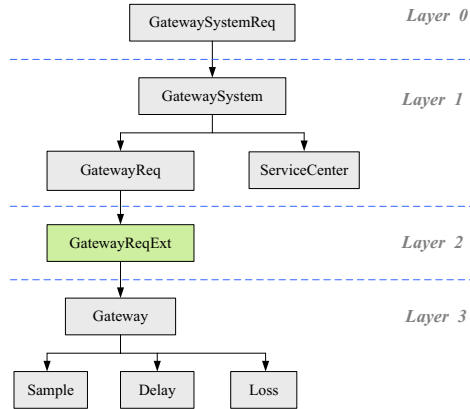 GatewaySystemReq
Layer 0
GatewaySystem
Layer 1
GatewayReq
ServiceCenter
GatewayReqExt
Layer 2
Gateway
Layer 3
Sample
Delay
Loss